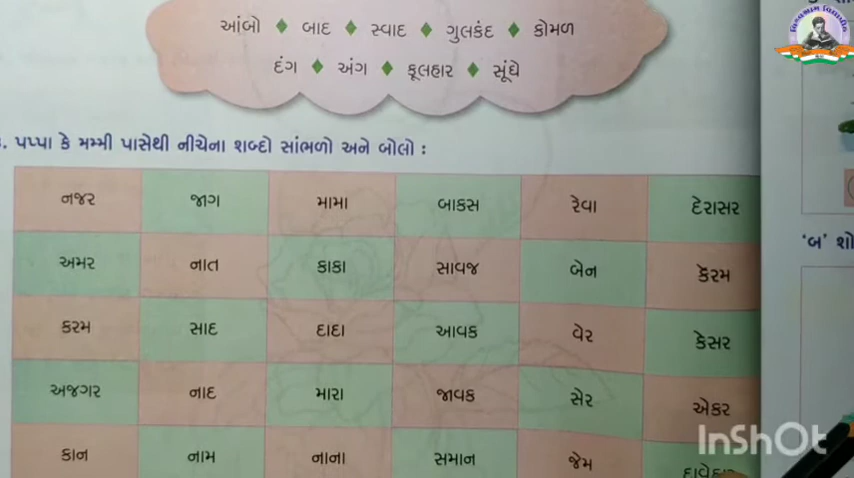 આંબો ♦ બાદ ♦ સ્વાદ ♦ ગુલકંદ ♦ કોમળ
દંગ ♦ અંગ ♦ ફૂલહાર ♦ સૂંઘે
. પપ્પા કે મમ્મી પાસેથી નીચેના શબ્દો સાંભળો અને બોલો :
નજર જાગ મામા બાકસ રેવા દેરાસર
અમર નાત કાકા સાવજ બેન કેરમ
કરમ સાદ દાદા આવક વેર કેસર
અજગર નાદ મારા જાવક સેર એકર
કાન નામ નાના સમાન જેમ
'બ' શો
InShOt